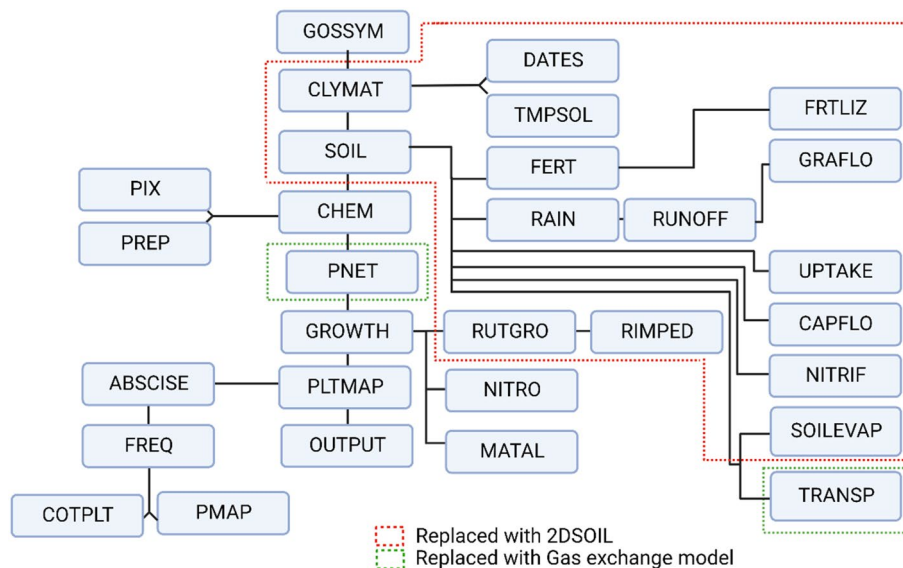 GOSSYM
CLYMAT
DATES
TMPSOL
SOIL
FERT
FRTLIZ
GRAFLO
PIX
PREP
CHEM
RAIN
RUNOFF
PNET
UPTAKE
CAPFLO
GROWTH
RUTGRO
RIMPED
NITRIF
ABSCISE
PLTMAP
NITRO
FREQ
OUTPUT
MATAL
SOILEVAP
TRANSP
COTPLT
PMAP
Replaced with 2DSOIL
Replaced with Gas exchange model